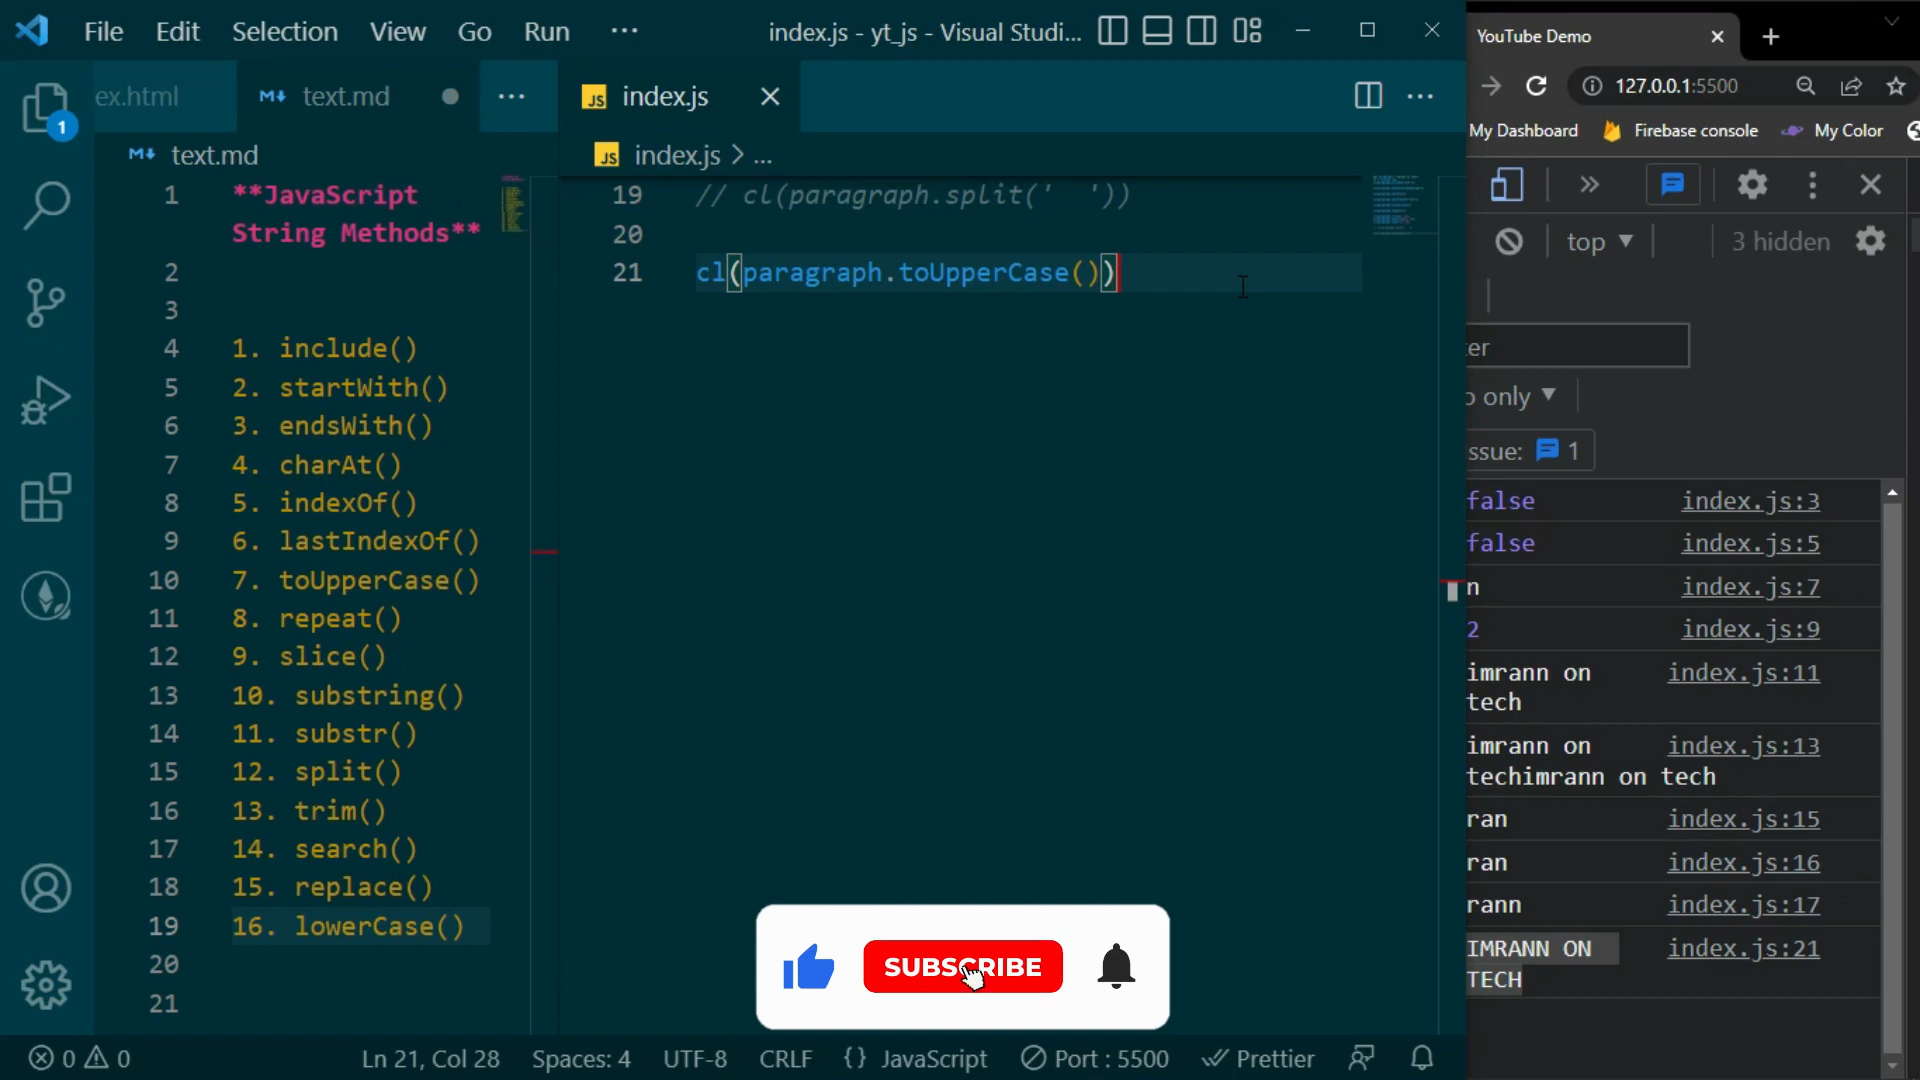 File Edit Selection View Go Run ... index.js - yt_js - Visual Studi...
ex.html
text.md
...
index.js
...
1
text.md
index.js > ...
1 **JavaScript
String Methods**
2
3
4 1. include()
5 2. startWith()
6 3. endsWith()
7 4. charAt()
8 5. indexOf()
9 6. lastIndexOf()
10 7. toUpperCase()
11 8. repeat()
12 9. slice()
13 10. substring()
14 11. substr()
15 12. split()
16 13. trim()
17 14. search()
18 15. replace()
19 16. lowerCase()
20
21
19 // cl(paragraph.split('  '))
20
21 cl(paragraph.toUpperCase())
SUBSCRIBE
0 0 Ln 21, Col 28 Spaces: 4 UTF-8 CRLF {} JavaScript Port : 5500 Prettier
YouTube Demo
127.0.0.1:5500
My Dashboard Firebase console My Color
top 3 hidden
ter
o only
ssue: 1
false index.js:3
false index.js:5
n index.js:7
2 index.js:9
imrann on index.js:11
tech
imrann on index.js:13
techimrann on tech
ran index.js:15
ran index.js:16
rann index.js:17
IMRANN ON index.js:21
TECH